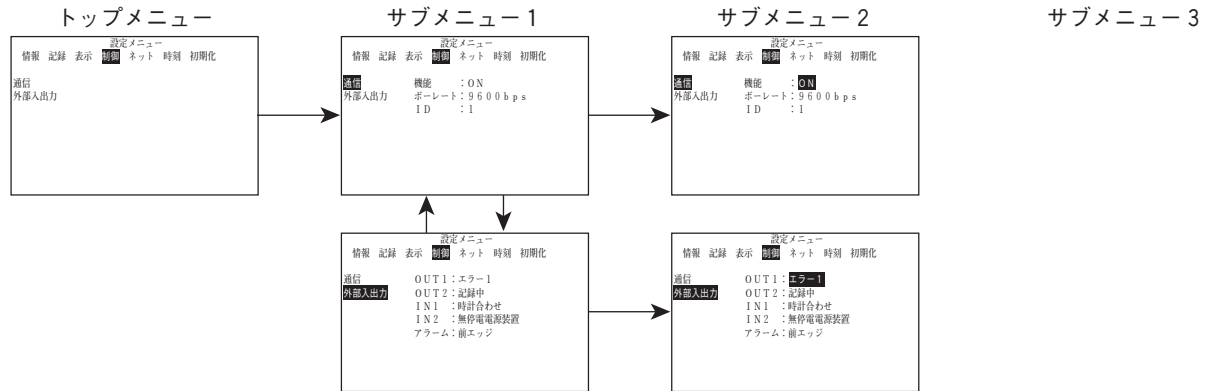 トップメニュー
サブメニュー 1
サブメニュー 2
サブメニュー 3
設定メニュー
情報 記録 表示 制御 ネット 時刻 初期化
通信
外部入出力
設定メニュー
情報 記録 表示 制御 ネット 時刻 初期化
通信 機能 :ON
外部入出力 ボーレート:9600bps
ID :1
設定メニュー
情報 記録 表示 制御 ネット 時刻 初期化
通信 機能 :ON
外部入出力 ボーレート:9600bps
ID :1
設定メニュー
情報 記録 表示 制御 ネット 時刻 初期化
通信 OUT1:エラー1
外部入出力 OUT2:記録中
IN1 :時計合わせ
IN2 :無停電電源装置
アラーム:前エッジ
設定メニュー
情報 記録 表示 制御 ネット 時刻 初期化
通信 OUT1:エラー1
外部入出力 OUT2:記録中
IN1 :時計合わせ
IN2 :無停電電源装置
アラーム:前エッジ